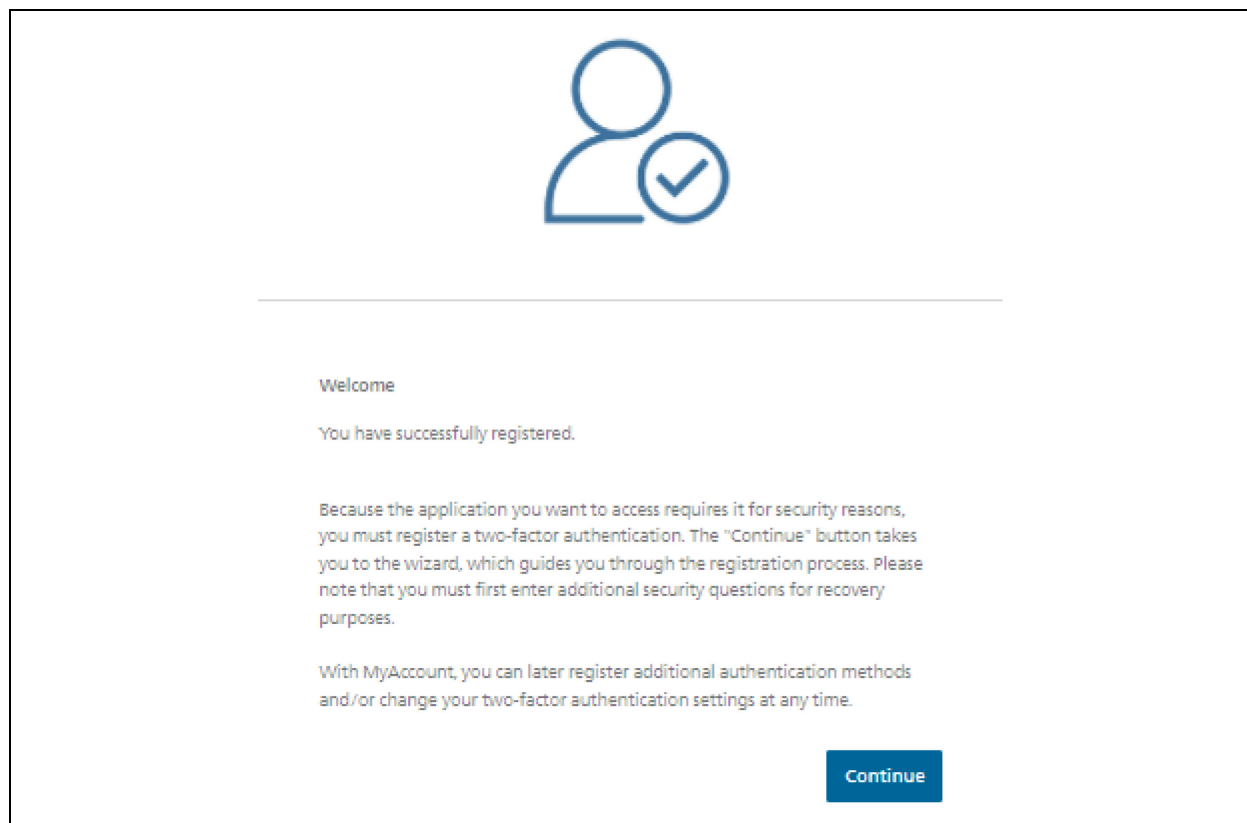 Welcome
You have successfully registered.
Because the application you want to access requires it for security reasons,
you must register a two-factor authentication. The "Continue" button takes
you to the wizard, which guides you through the registration process. Please
note that you must first enter additional security questions for recovery
purposes.
With MyAccount, you can later register additional authentication methods
and/or change your two-factor authentication settings at any time.
Continue